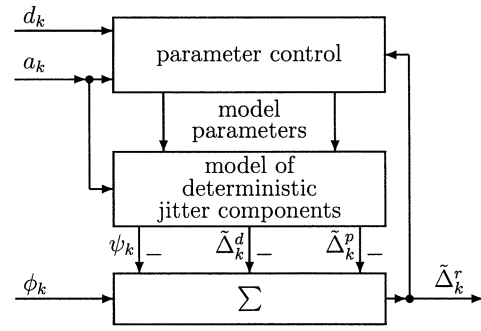 d_k
parameter control
a_k
model
parameters
model of
deterministic
jitter components
ψ_k − Δ̃_k^d − Δ̃_k^p −
ϕ_k Σ Δ̃_k^r